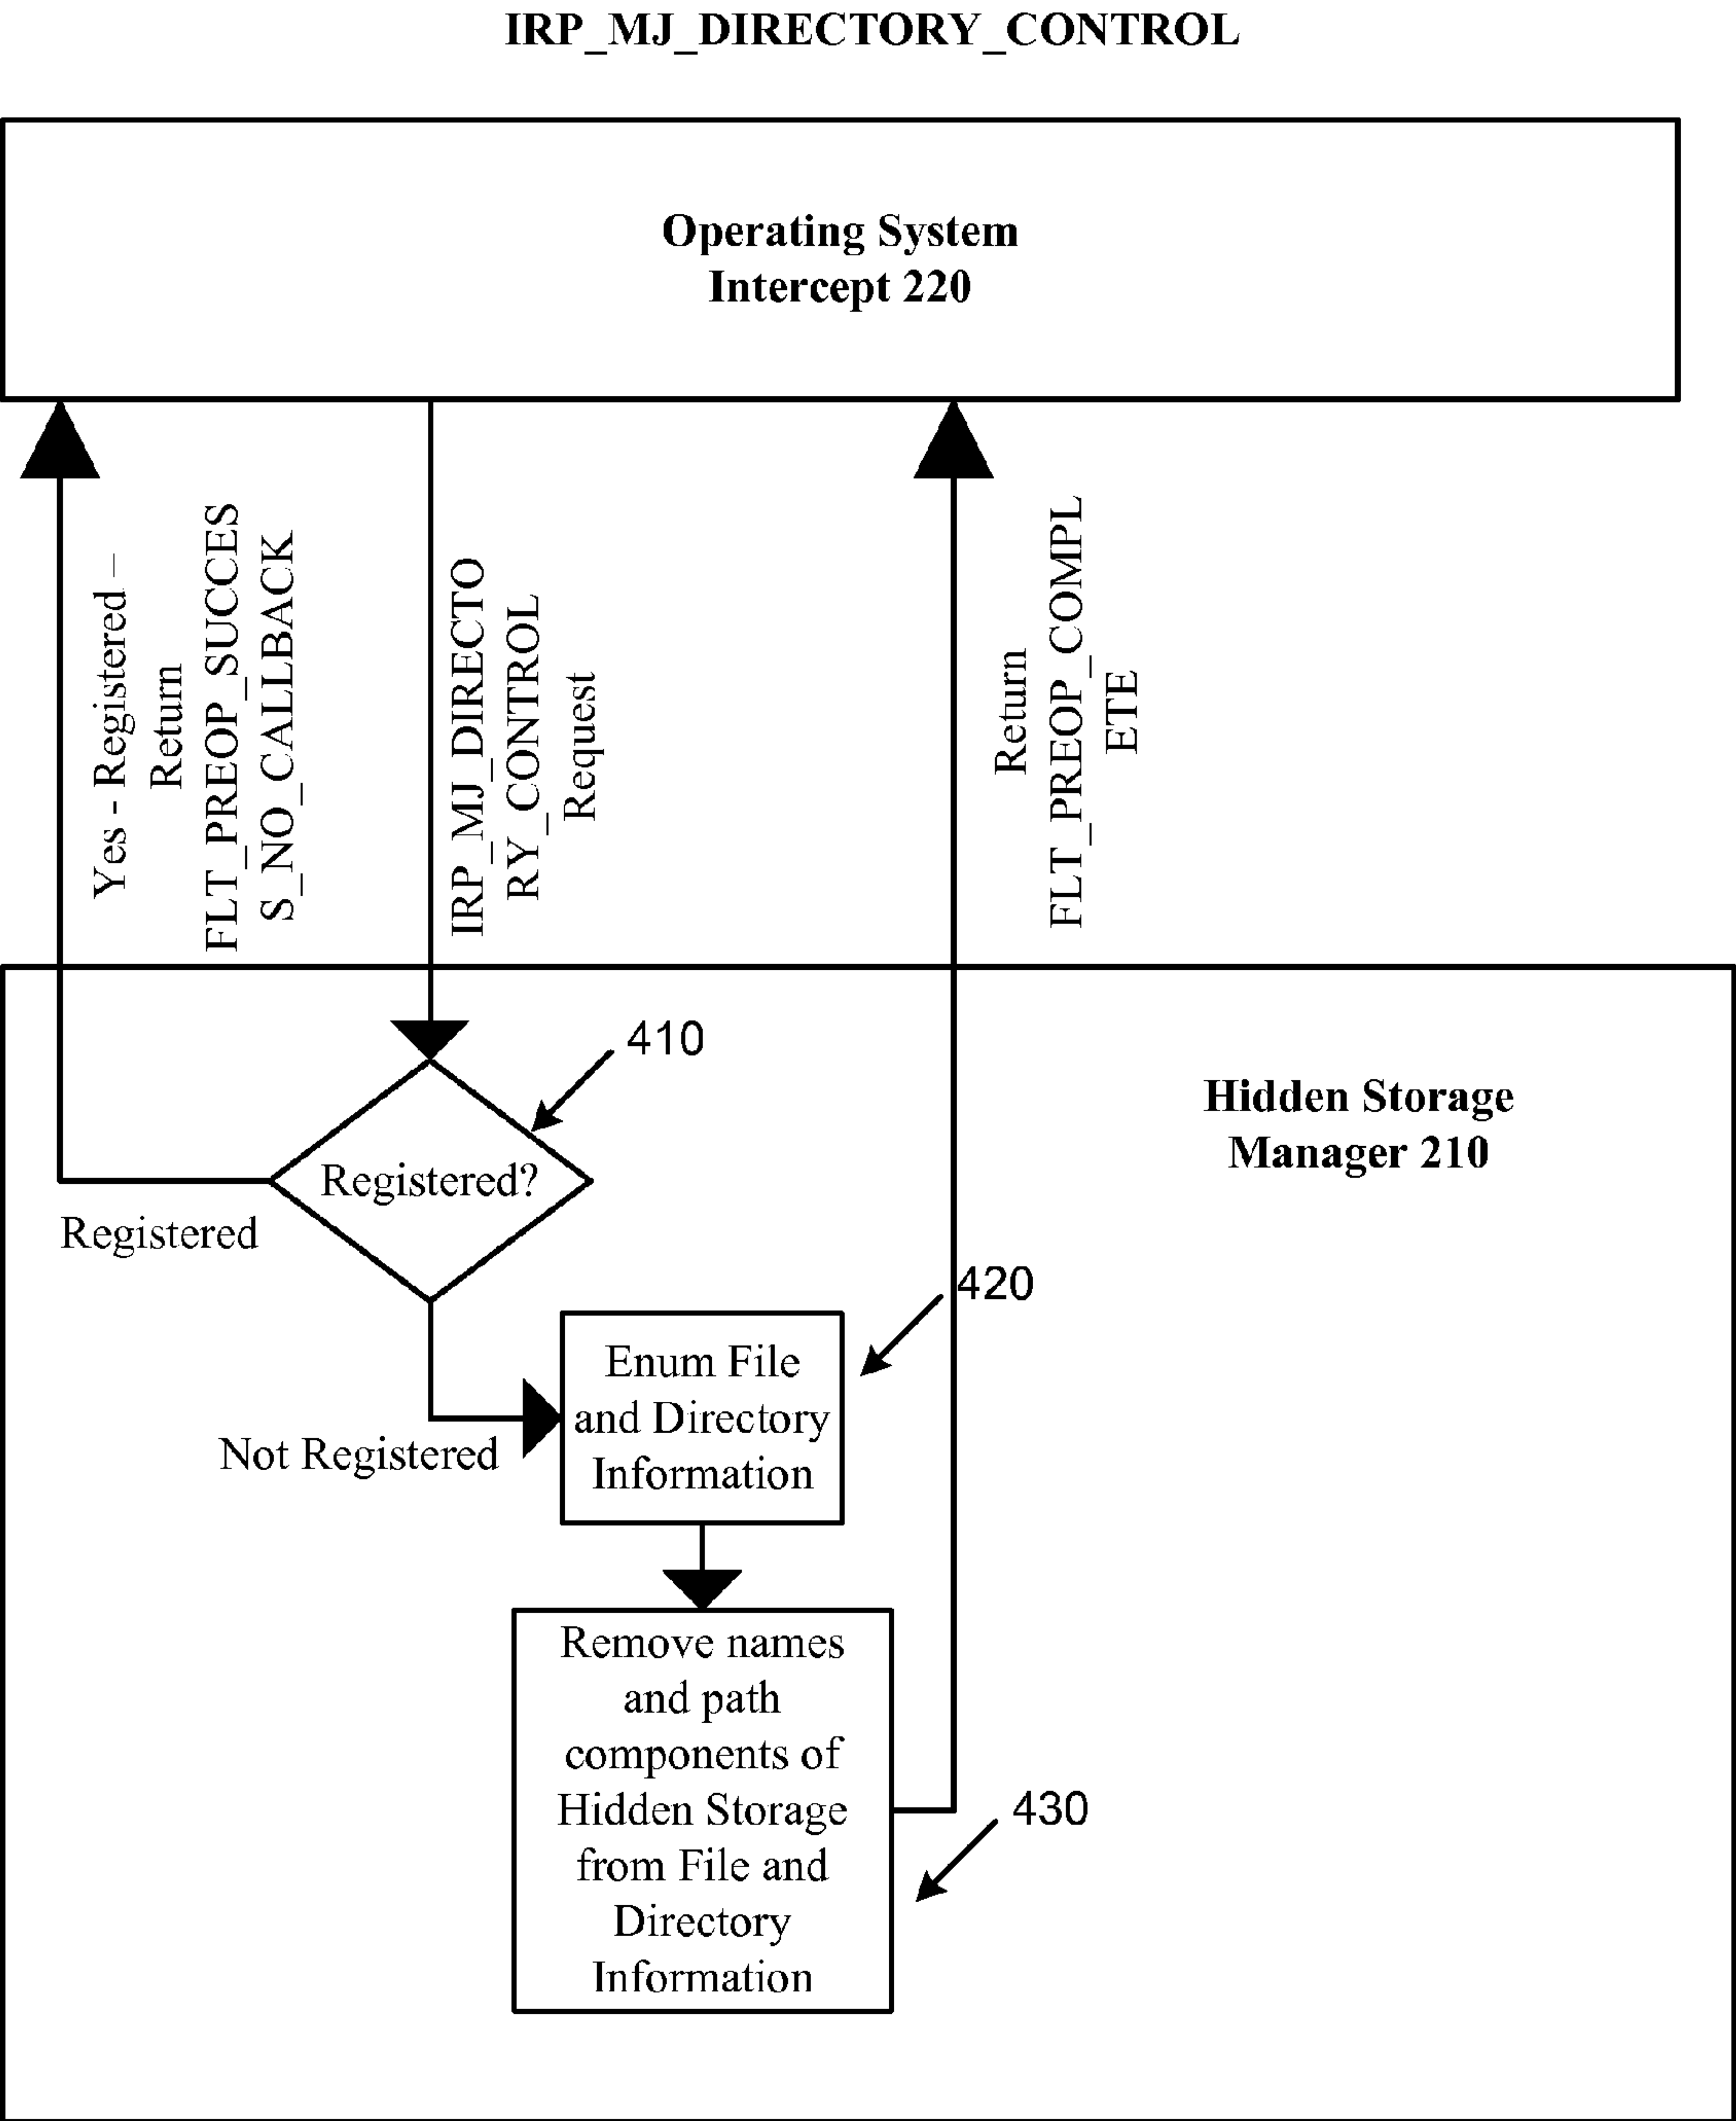 IRP_MJ_DIRECTORY_CONTROL
Operating System
Intercept 220
Yes - Registered –
Return
FLT_PREOP_SUCCES
S_NO_CALLBACK
IRP_MJ_DIRECTO
RY_CONTROL
Request
Return
FLT_PREOP_COMPL
ETE
410
Hidden Storage
Manager 210
Registered?
Registered
420
Enum File
and Directory
Information
Not Registered
Remove names
and path
components of
Hidden Storage
from File and
Directory
Information
430